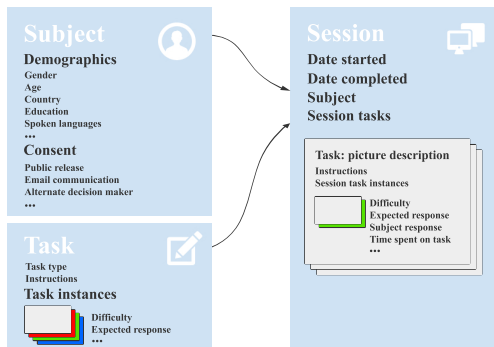 Subject
Demographics
Gender
Age
Country
Education
Spoken languages
...
Consent
Public release
Email communication
Alternate decision maker
...
Task
Task type
Instructions
Task instances
Difficulty
Expected response
...
Session
Date started
Date completed
Subject
Session tasks
Task: picture description
Instructions
Session task instances
Difficulty
Expected response
Subject response
Time spent on task
...